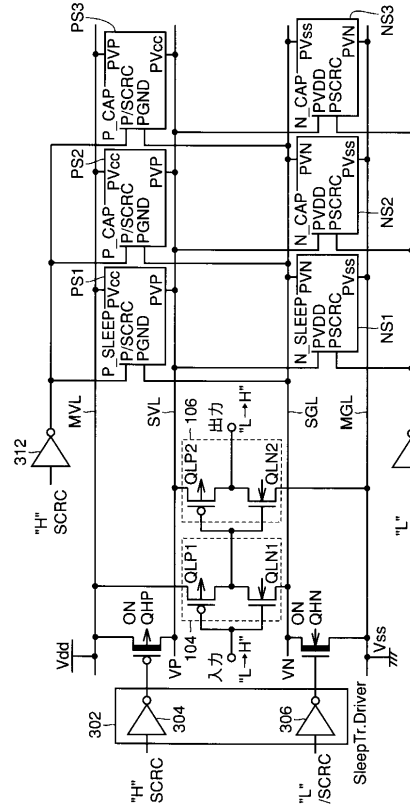 312
"H"
SCRC
PS1
PS2
PS3
P_SLEEP
PVcc
P/SCRC
PGND
PVP
P_CAP
PVcc
P/SCRC
PGND
PVP
P_CAP
PVP
P/SCRC
PGND
PVcc
Vdd
MVL
302
304
"H"
SCRC
ON
QHP
VP
SVL
104
QLP1
106
QLP2
入力
"L→H"
出力
"L→H"
QLN1
QLN2
VN
SGL
306
"L"
/SCRC
ON
QHN
MGL
Vss
SleepTr.Driver
N_SLEEP
PVN
PVDD
PSCRC
PVss
N_CAP
PVN
PVDD
PSCRC
PVss
N_CAP
PVss
PVDD
PSCRC
PVN
NS1
NS2
NS3
"L"